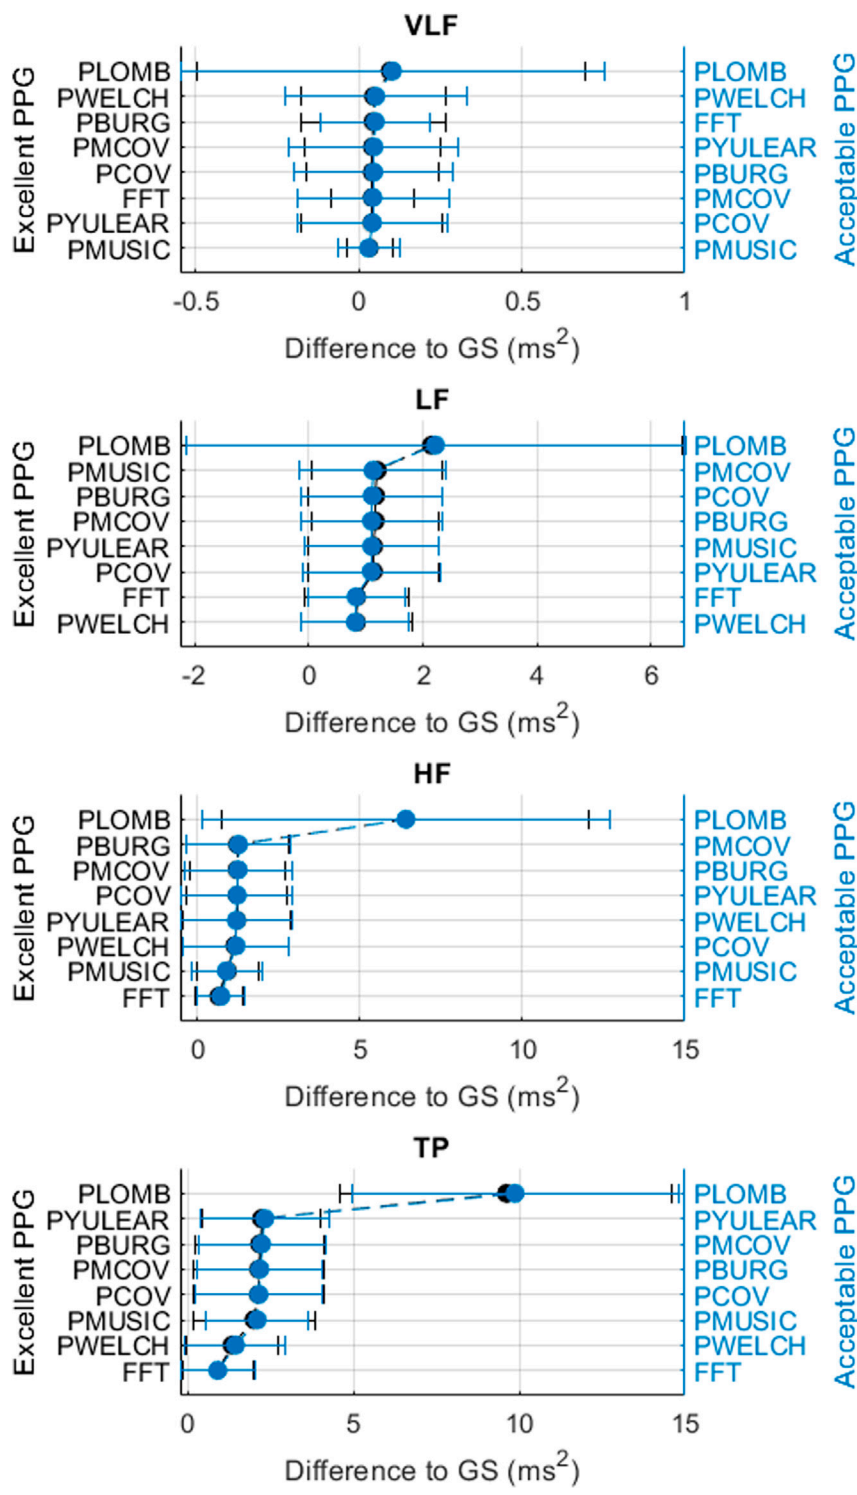 VLF
Excellent PPG
PLOMB
PWELCH
PBURG
PMCOV
PCOV
FFT
PYULEAR
PMUSIC
PLOMB
PWELCH
FFT
PYULEAR
PBURG
PMCOV
PCOV
PMUSIC
Acceptable PPG
-0.5 0 0.5 1
Difference to GS (ms²)
LF
Excellent PPG
PLOMB
PMUSIC
PBURG
PMCOV
PYULEAR
PCOV
FFT
PWELCH
PLOMB
PMCOV
PCOV
PBURG
PMUSIC
PYULEAR
FFT
PWELCH
Acceptable PPG
-2 0 2 4 6
Difference to GS (ms²)
HF
Excellent PPG
PLOMB
PBURG
PMCOV
PCOV
PYULEAR
PWELCH
PMUSIC
FFT
PLOMB
PMCOV
PBURG
PYULEAR
PWELCH
PCOV
PMUSIC
FFT
Acceptable PPG
0 5 10 15
Difference to GS (ms²)
TP
Excellent PPG
PLOMB
PYULEAR
PBURG
PMCOV
PCOV
PMUSIC
PWELCH
FFT
PLOMB
PYULEAR
PMCOV
PBURG
PCOV
PMUSIC
PWELCH
FFT
Acceptable PPG
0 5 10 15
Difference to GS (ms²)